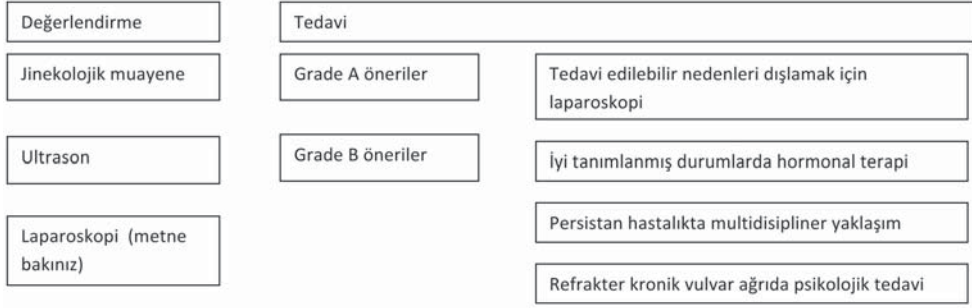 Değerlendirme
Tedavi
Jinekolojik muayene
Grade A öneriler
Tedavi edilebilir nedenleri dışlamak için
laparoskopi
Ultrason
Grade B öneriler
İyi tanımlanmış durumlarda hormonal terapi
Laparoskopi (metne
bakınız)
Persistan hastalıkta multidisipliner yaklaşım
Refrakter kronik vulvar ağrıda psikolojik tedavi